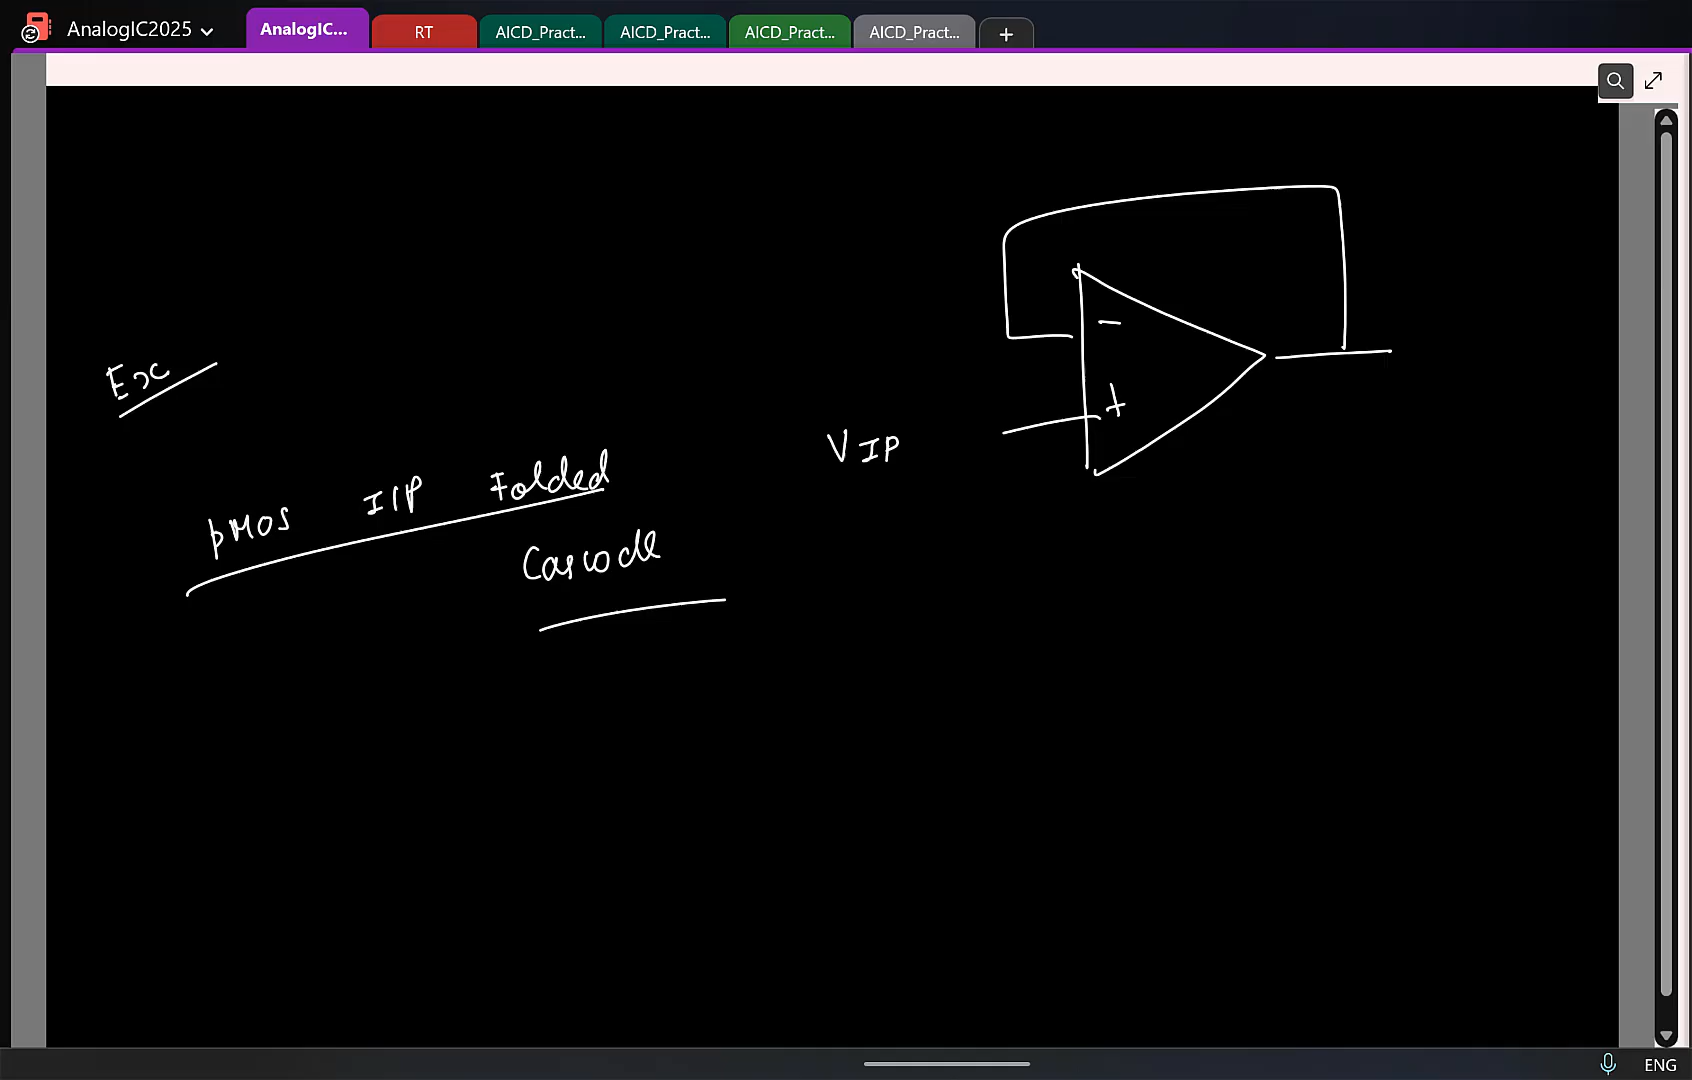 AnalogIC2025
AnalogIC...
RT
AICD_Pract...
AICD_Pract...
AICD_Pract...
AICD_Pract...
+
-
+
Exc
VIP
pMOS I/P Folded
Cascode
ENG